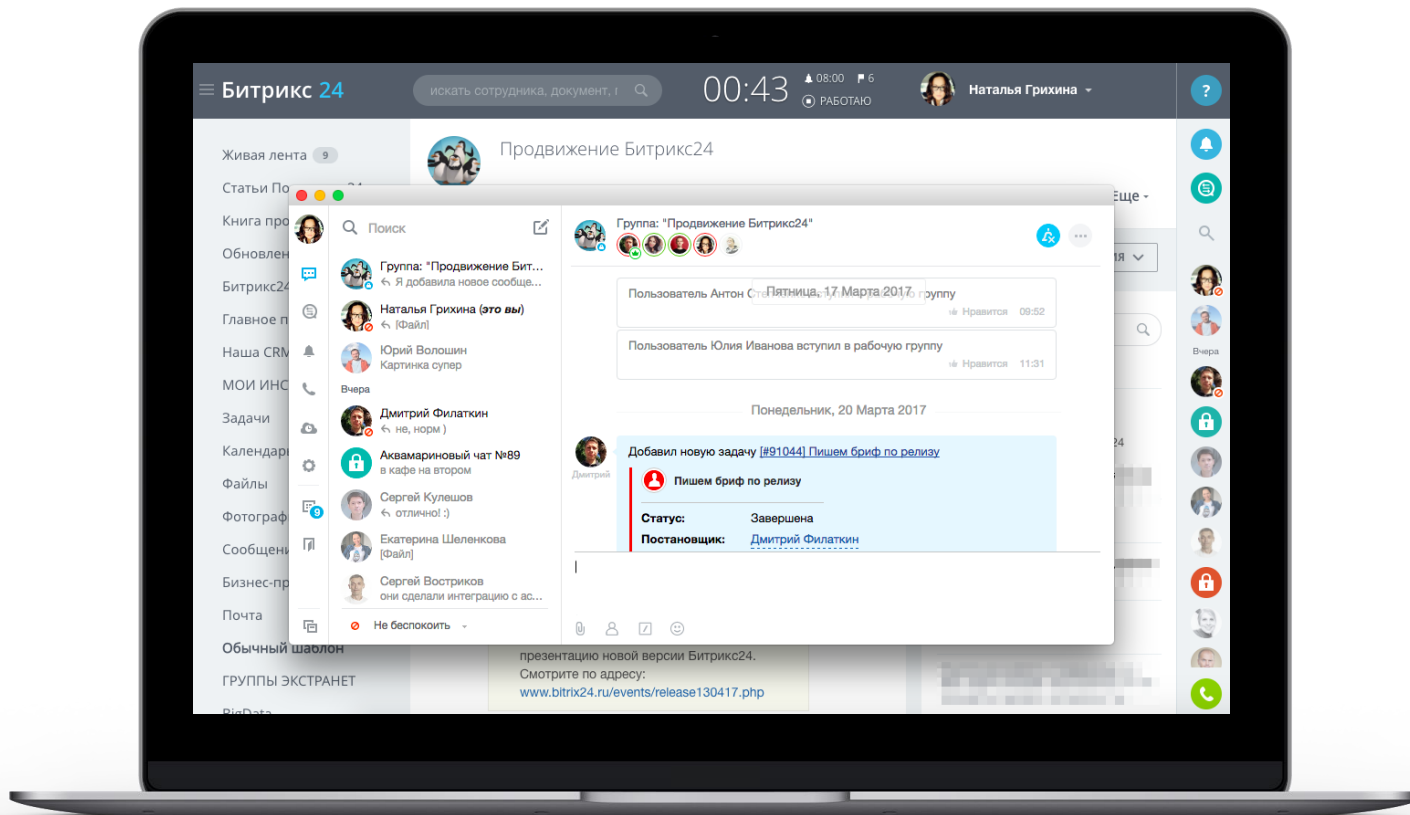 Битрикс 24
искать сотрудника, документ, г
00:43
08:00 6
РАБОТАЮ
Наталья Грихина
?
Живая лента 9
Статьи По
Книга про
Обновлен
Битрикс24
Главное п
Наша CRM
МОИ ИНС
Задачи
Календар
Файлы
Фотограф
Сообщени
Бизнес-пр
Почта
Обычный шаблон
ГРУППЫ ЭКСТРАНЕТ
BigData
Продвижение Битрикс24
Еще
ия
24
Поиск
Группа: "Продвижение Бит...
Я добавила новое сообще...
Наталья Грихина (это вы)
[Файл]
Юрий Волошин
Картинка супер
Вчера
Дмитрий Филаткин
не, норм )
Аквамариновый чат №89
в кафе на втором
Сергей Кулешов
отлично! :)
Екатерина Шеленкова
[Файл]
Сергей Востриков
они сделали интеграцию с ас...
9
Не беспокоить
Группа: "Продвижение Битрикс24"
Пятница, 17 Марта 2017
Пользователь Антон группу
Нравится 09:52
Пользователь Юлия Иванова вступил в рабочую группу
Нравится 11:31
Понедельник, 20 Марта 2017
Дмитрий
Добавил новую задачу [#91044] Пишем бриф по релизу
Пишем бриф по релизу
Статус: Завершена
Постановщик: Дмитрий Филаткин
презентацию новой версии Битрикс24.
Смотрите по адресу:
www.bitrix24.ru/events/release130417.php
Вчера